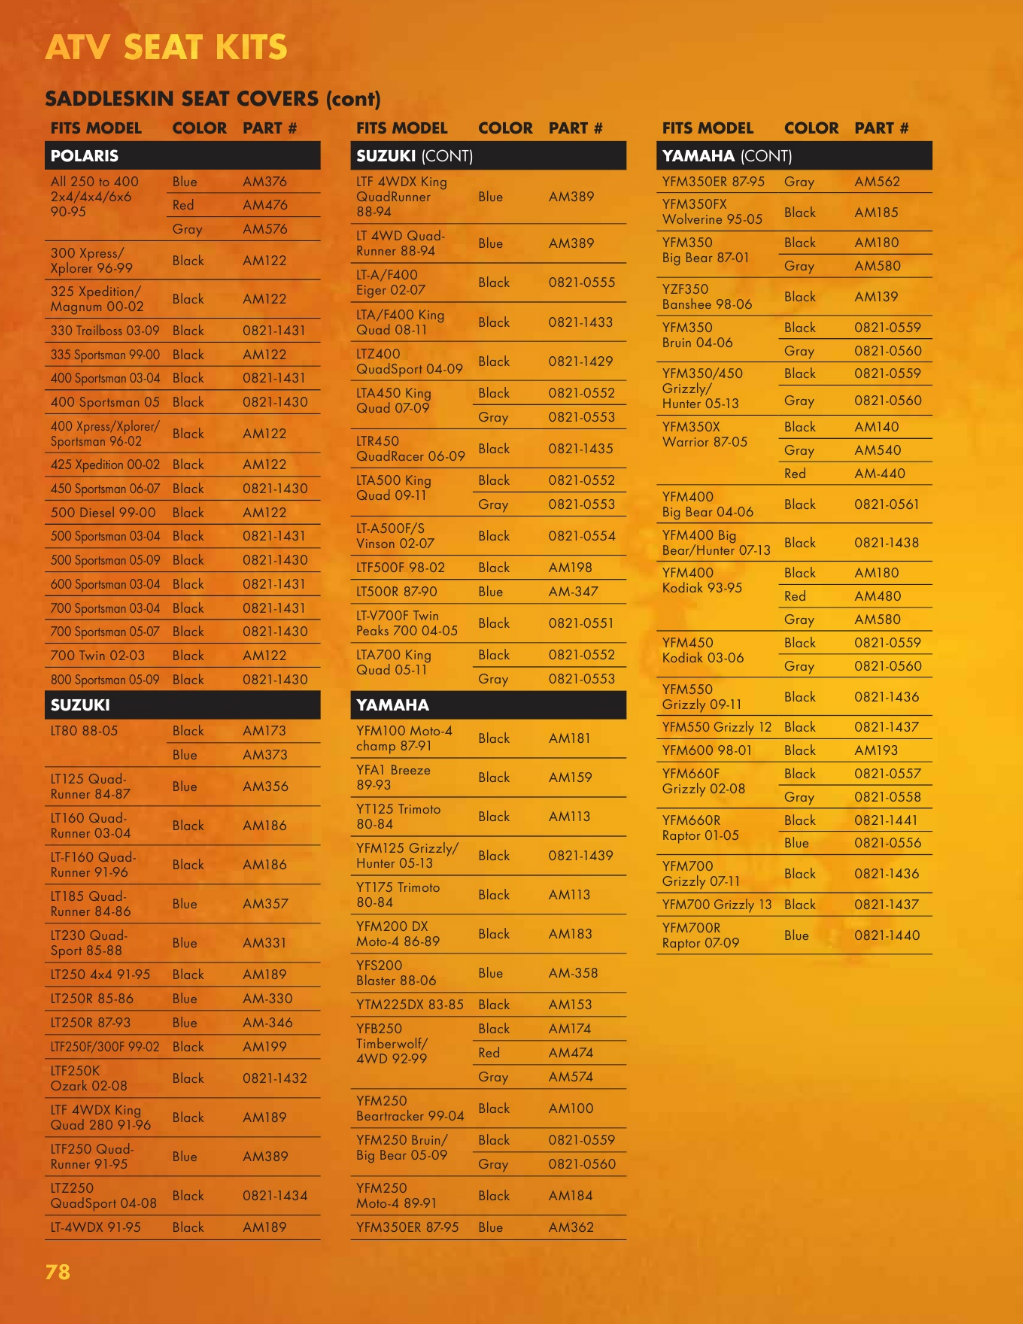 ATV SEAT KITS
SADDLESKIN SEAT COVERS (cont)
FITS MODEL COLOR PART #
POLARIS
All 250 to 400 Blue AM376
2x4/4x4/6x6
90-95 Red AM476
Gray AM576
300 Xpress/
Xplorer 96-99 Black AM122
325 Xpedition/
Magnum 00-02 Black AM122
330 Trailboss 03-09 Black 0821-1431
335 Sportsman 99-00 Black AM122
400 Sportsman 03-04 Black 0821-1431
400 Sportsman 05 Black 0821-1430
400 Xpress/Xplorer/
Sportsman 96-02 Black AM122
425 Xpedition 00-02 Black AM122
450 Sportsman 06-07 Black 0821-1430
500 Diesel 99-00 Black AM122
500 Sportsman 03-04 Black 0821-1431
500 Sportsman 05-09 Black 0821-1430
600 Sportsman 03-04 Black 0821-1431
700 Sportsman 03-04 Black 0821-1431
700 Sportsman 05-07 Black 0821-1430
700 Twin 02-03 Black AM122
800 Sportsman 05-09 Black 0821-1430
SUZUKI
LT80 88-05 Black AM173
Blue AM373
LT125 Quad-
Runner 84-87 Blue AM356
LT160 Quad-
Runner 03-04 Black AM186
LT-F160 Quad-
Runner 91-96 Black AM186
LT185 Quad-
Runner 84-86 Blue AM357
LT230 Quad-
Sport 85-88 Blue AM331
LT250 4x4 91-95 Black AM189
LT250R 85-86 Blue AM-330
LT250R 87-93 Blue AM-346
LTF250F/300F 99-02 Black AM199
LTF250K
Ozark 02-08 Black 0821-1432
LTF 4WDX King
Quad 280 91-96 Black AM189
LTF250 Quad-
Runner 91-95 Blue AM389
LTZ250
QuadSport 04-08 Black 0821-1434
LT-4WDX 91-95 Black AM189
FITS MODEL COLOR PART #
SUZUKI (CONT)
LTF 4WDX King
QuadRunner Blue AM389
88-94
LT 4WD Quad-
Runner 88-94 Blue AM389
LT-A/F400
Eiger 02-07 Black 0821-0555
LTA/F400 King
Quad 08-11 Black 0821-1433
LTZ400
QuadSport 04-09 Black 0821-1429
LTA450 King Black 0821-0552
Quad 07-09
Gray 0821-0553
LTR450
QuadRacer 06-09 Black 0821-1435
LTA500 King Black 0821-0552
Quad 09-11
Gray 0821-0553
LT-A500F/S
Vinson 02-07 Black 0821-0554
LTF500F 98-02 Black AM198
LT500R 87-90 Blue AM-347
LT-V700F Twin
Peaks 700 04-05 Black 0821-0551
LTA700 King Black 0821-0552
Quad 05-11
Gray 0821-0553
YAMAHA
YFM100 Moto-4
champ 87-91 Black AM181
YFA1 Breeze
89-93 Black AM159
YT125 Trimoto
80-84 Black AM113
YFM125 Grizzly/
Hunter 05-13 Black 0821-1439
YT175 Trimoto
80-84 Black AM113
YFM200 DX
Moto-4 86-89 Black AM183
YFS200
Blaster 88-06 Blue AM-358
YTM225DX 83-85 Black AM153
YFB250 Black AM174
Timberwolf/
4WD 92-99 Red AM474
Gray AM574
YFM250
Beartracker 99-04 Black AM100
YFM250 Bruin/ Black 0821-0559
Big Bear 05-09
Gray 0821-0560
YFM250
Moto-4 89-91 Black AM184
YFM350ER 87-95 Blue AM362
FITS MODEL COLOR PART #
YAMAHA (CONT)
YFM350ER 87-95 Gray AM562
YFM350FX
Wolverine 95-05 Black AM185
YFM350 Black AM180
Big Bear 87-01
Gray AM580
YZF350
Banshee 98-06 Black AM139
YFM350 Black 0821-0559
Bruin 04-06
Gray 0821-0560
YFM350/450 Black 0821-0559
Grizzly/
Hunter 05-13 Gray 0821-0560
YFM350X Black AM140
Warrior 87-05
Gray AM540
Red AM-440
YFM400
Big Bear 04-06 Black 0821-0561
YFM400 Big
Bear/Hunter 07-13 Black 0821-1438
YFM400 Black AM180
Kodiak 93-95
Red AM480
Gray AM580
YFM450 Black 0821-0559
Kodiak 03-06
Gray 0821-0560
YFM550
Grizzly 09-11 Black 0821-1436
YFM550 Grizzly 12 Black 0821-1437
YFM600 98-01 Black AM193
YFM660F Black 0821-0557
Grizzly 02-08
Gray 0821-0558
YFM660R Black 0821-1441
Raptor 01-05
Blue 0821-0556
YFM700
Grizzly 07-11 Black 0821-1436
YFM700 Grizzly 13 Black 0821-1437
YFM700R
Raptor 07-09 Blue 0821-1440
78